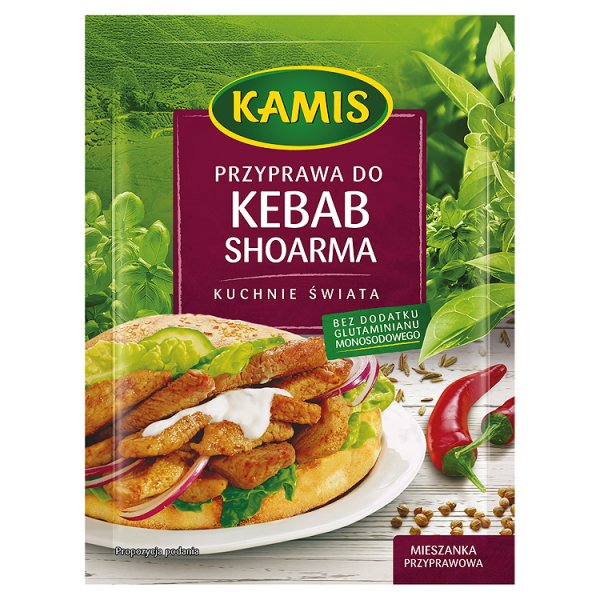 KAMIS
PRZYPRAWA DO
KEBAB
SHOARMA
KUCHNIE ŚWIATA
BEZ DODATKU
GLUTAMINIANU
MONOSODOWEGO
Propozycja podania
MIESZANKA
PRZYPRAWOWA